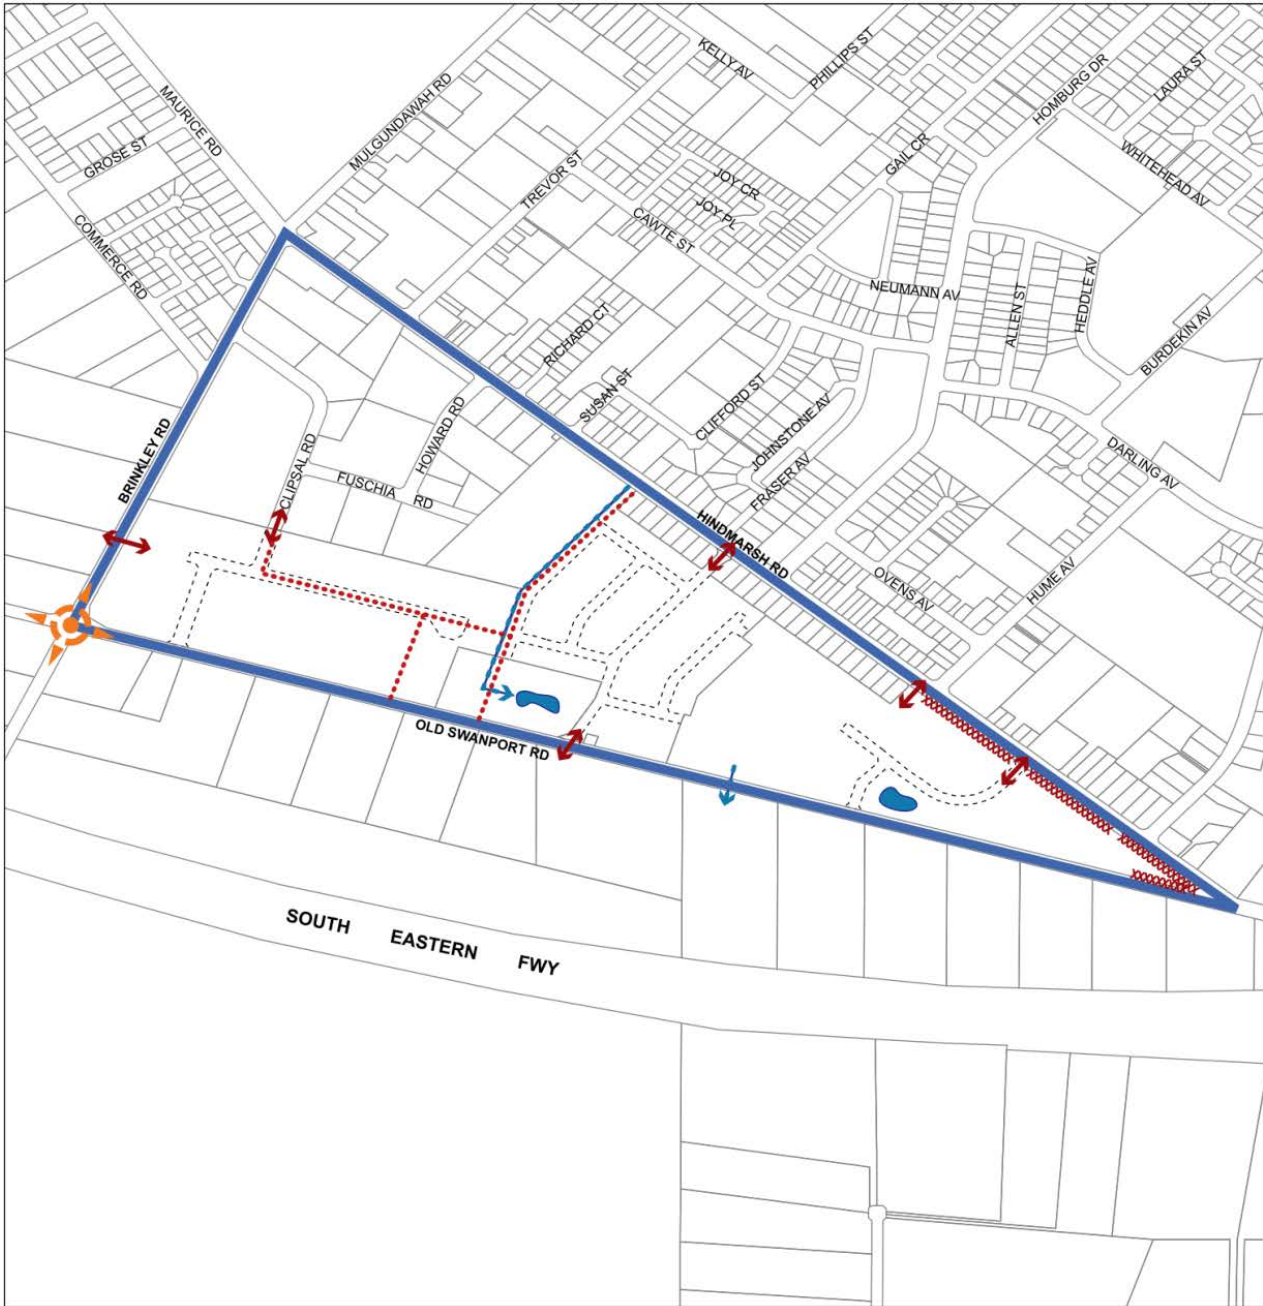 KELLY AV
PHILLIPS ST
HOMBURG DR
LAURA ST
MAURICE RD
MULGUNDAWAH RD
GROSE ST
TREVOR ST
JOY CR
GAIL CR
WHITEHEAD AV
JOY PL
CAWTE ST
COMMERCE RD
NEUMANN AV
ALLEN ST
HEDDLE AV
BURDEKIN AV
RICHARD CT
SUSAN ST
CLIFFORD ST
JOHNSTONE AV
HOWARD RD
BRINKLEY RD
CLIPSAL RD
FUSCHIA RD
FRASER AV
DARLING AV
HINDMARSH RD
OVENS AV
HUME AV
OLD SWANPORT RD
SOUTH EASTERN FWY